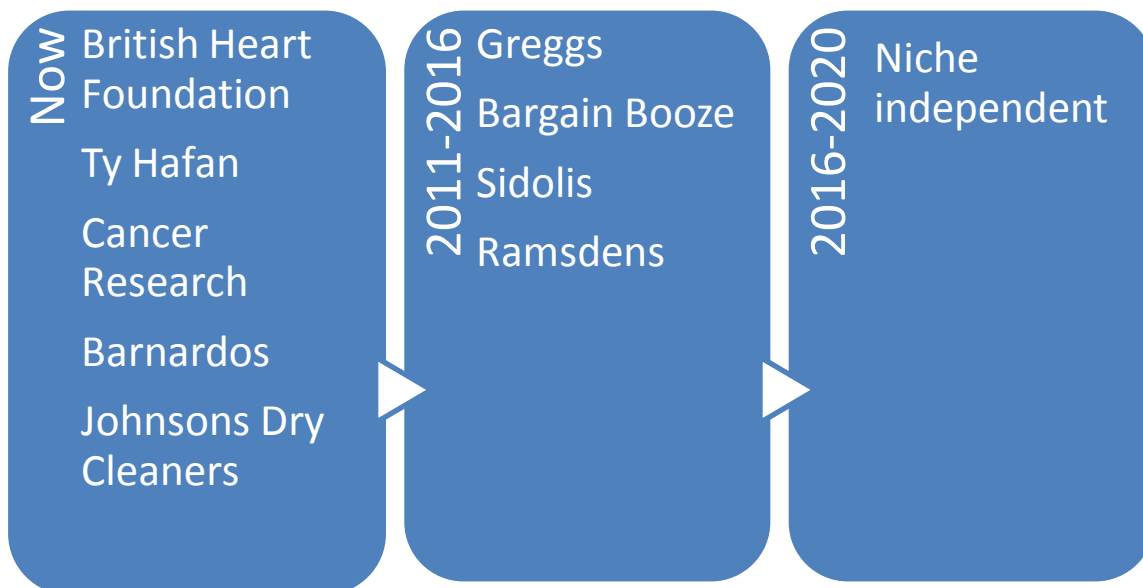 Now
British Heart
Foundation
Ty Hafan
Cancer
Research
Barnardos
Johnsons Dry
Cleaners
2011-2016
Greggs
Bargain Booze
Sidolis
Ramsdens
2016-2020
Niche
independent